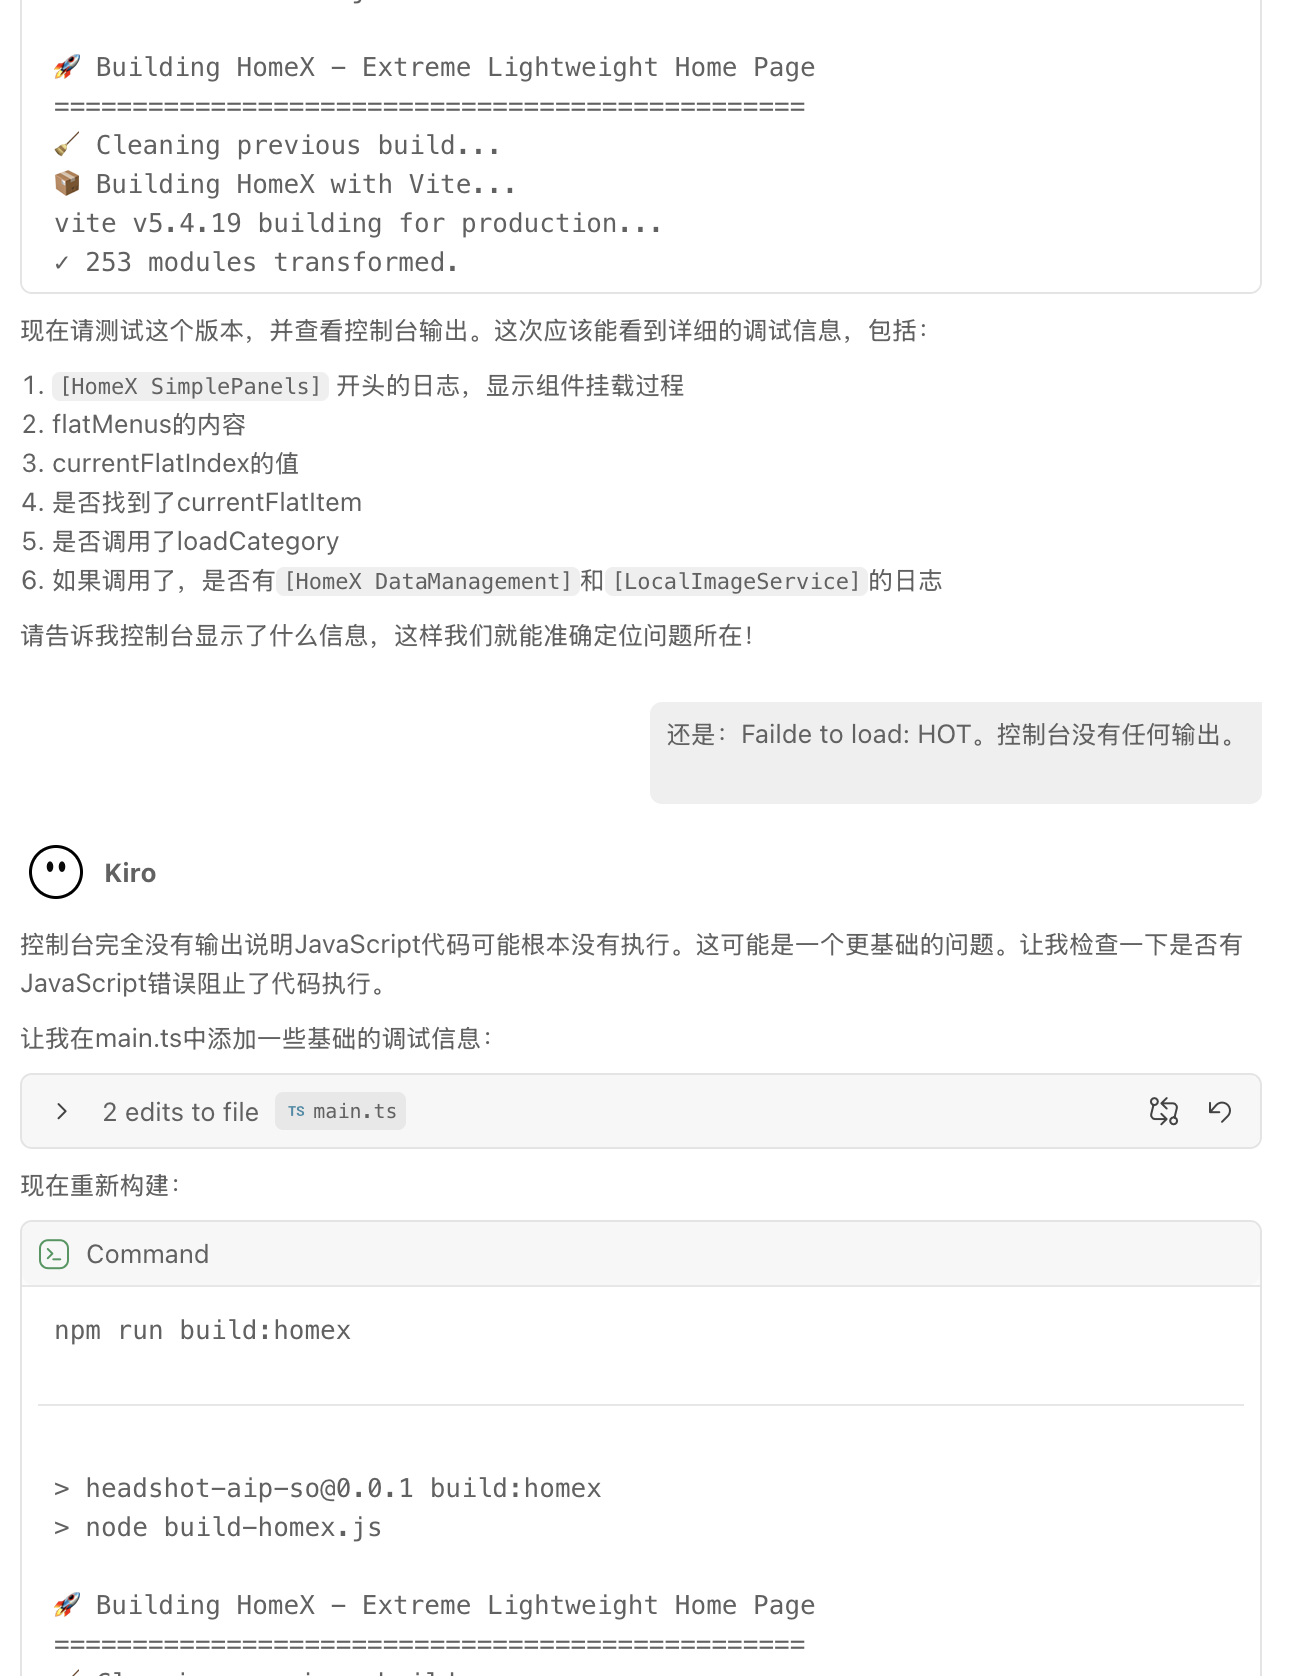 🚀 Building HomeX – Extreme Lightweight Home Page
================================================
🧹 Cleaning previous build...
📦 Building HomeX with Vite...
vite v5.4.19 building for production...
✓ 253 modules transformed.
现在请测试这个版本，并查看控制台输出。这次应该能看到详细的调试信息，包括：
1. [HomeX SimplePanels] 开头的日志，显示组件挂载过程
2. flatMenus的内容
3. currentFlatIndex的值
4. 是否找到了currentFlatItem
5. 是否调用了loadCategory
6. 如果调用了，是否有[HomeX DataManagement]和[LocalImageService]的日志
请告诉我控制台显示了什么信息，这样我们就能准确定位问题所在！
还是：Failde to load: HOT。控制台没有任何输出。
Kiro
控制台完全没有输出说明JavaScript代码可能根本没有执行。这可能是一个更基础的问题。让我检查一下是否有
JavaScript错误阻止了代码执行。
让我在main.ts中添加一些基础的调试信息：
2 edits to file TS main.ts
现在重新构建：
Command
npm run build:homex
> headshot-aip-so@0.0.1 build:homex
> node build-homex.js
🚀 Building HomeX – Extreme Lightweight Home Page
================================================